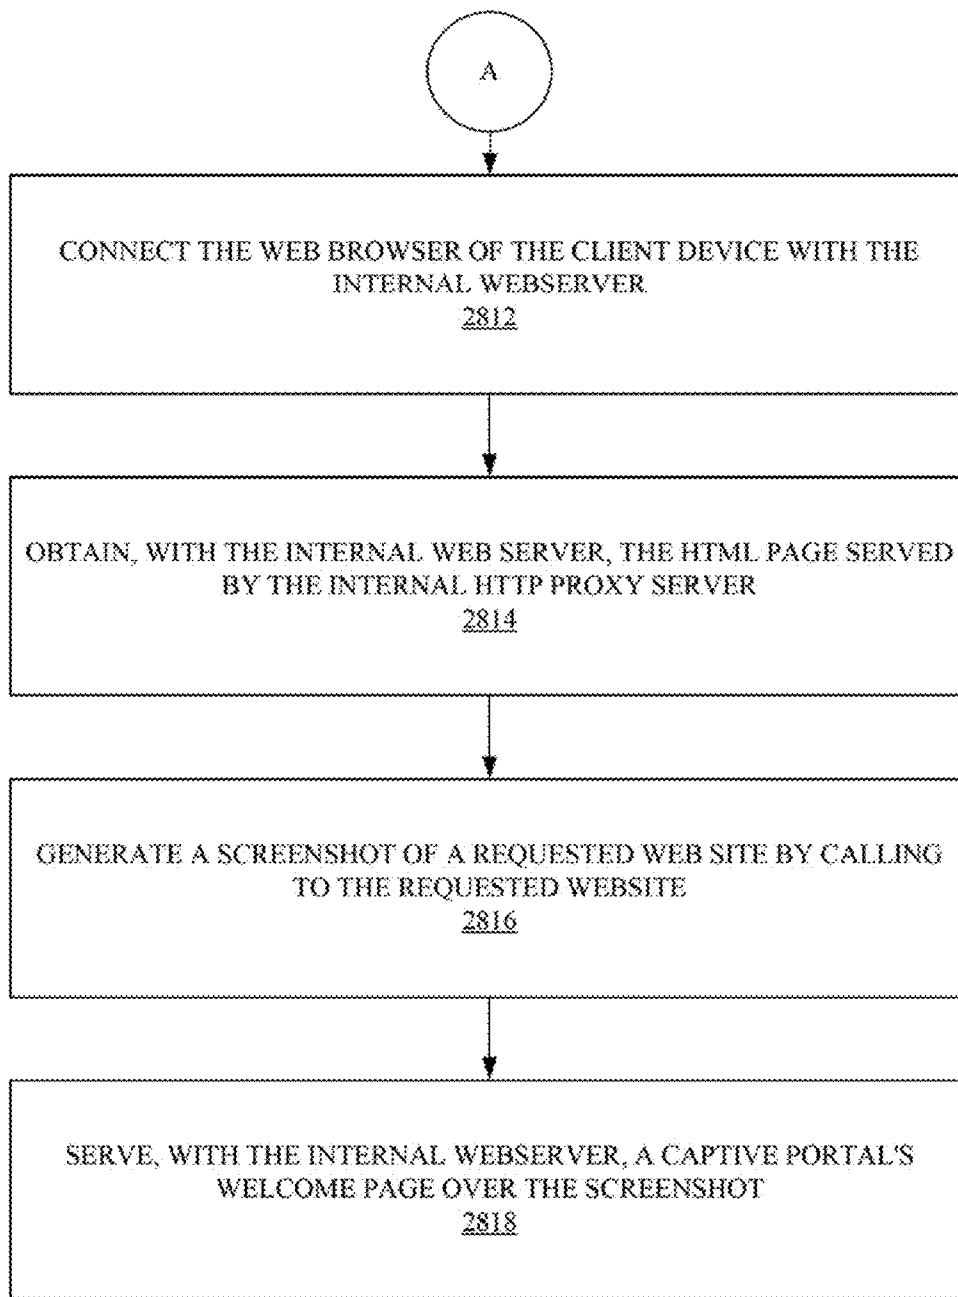 A
CONNECT THE WEB BROWSER OF THE CLIENT DEVICE WITH THE
INTERNAL WEBSERVER
2812
OBTAIN, WITH THE INTERNAL WEB SERVER, THE HTML PAGE SERVED
BY THE INTERNAL HTTP PROXY SERVER
2814
GENERATE A SCREENSHOT OF A REQUESTED WEB SITE BY CALLING
TO THE REQUESTED WEBSITE
2816
SERVE, WITH THE INTERNAL WEBSERVER, A CAPTIVE PORTAL'S
WELCOME PAGE OVER THE SCREENSHOT
2818